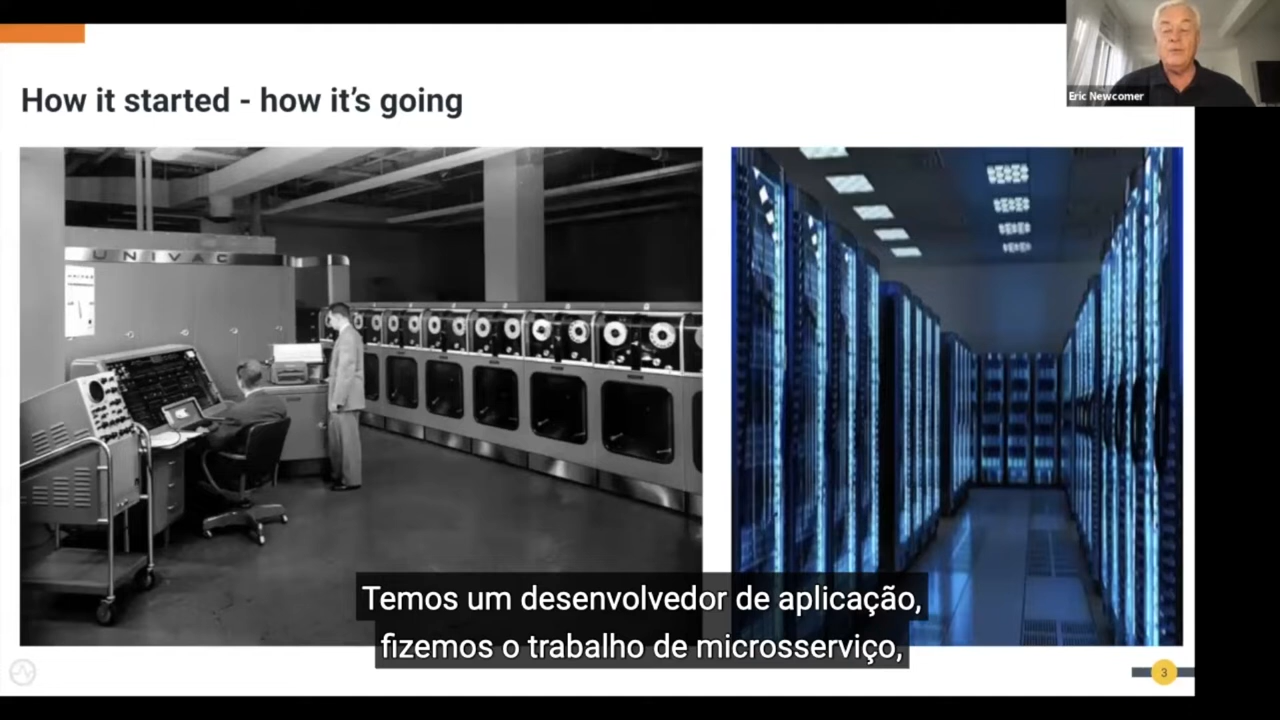 Eric Newcomer
How it started - how it's going
UNIVAC
Temos um desenvolvedor de aplicação,
fizemos o trabalho de microsserviço,
3